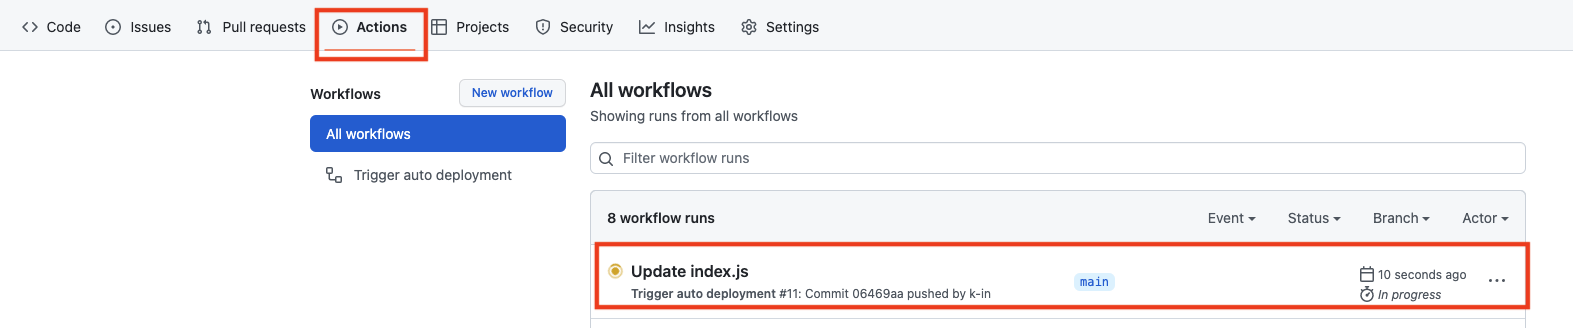 Code Issues Pull requests Actions Projects Security Insights Settings
Workflows New workflow
All workflows
Trigger auto deployment
All workflows
Showing runs from all workflows
Filter workflow runs
8 workflow runs Event Status Branch Actor
Update index.js
Trigger auto deployment #11: Commit 06469aa pushed by k-in
main
10 seconds ago
In progress